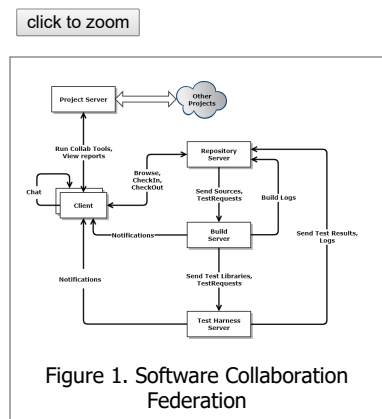 click to zoom
Project Server
Other
Projects
Run Collab Tools,
View reports
Repository
Server
Browse,
CheckIn,
CheckOut
Chat
Client
Send Sources,
TestRequests
Build Logs
Notifications
Build
Server
Send Test Results,
Logs
Send Test Libraries,
TestRequests
Notifications
Test Harness
Server
Figure 1. Software Collaboration
Federation